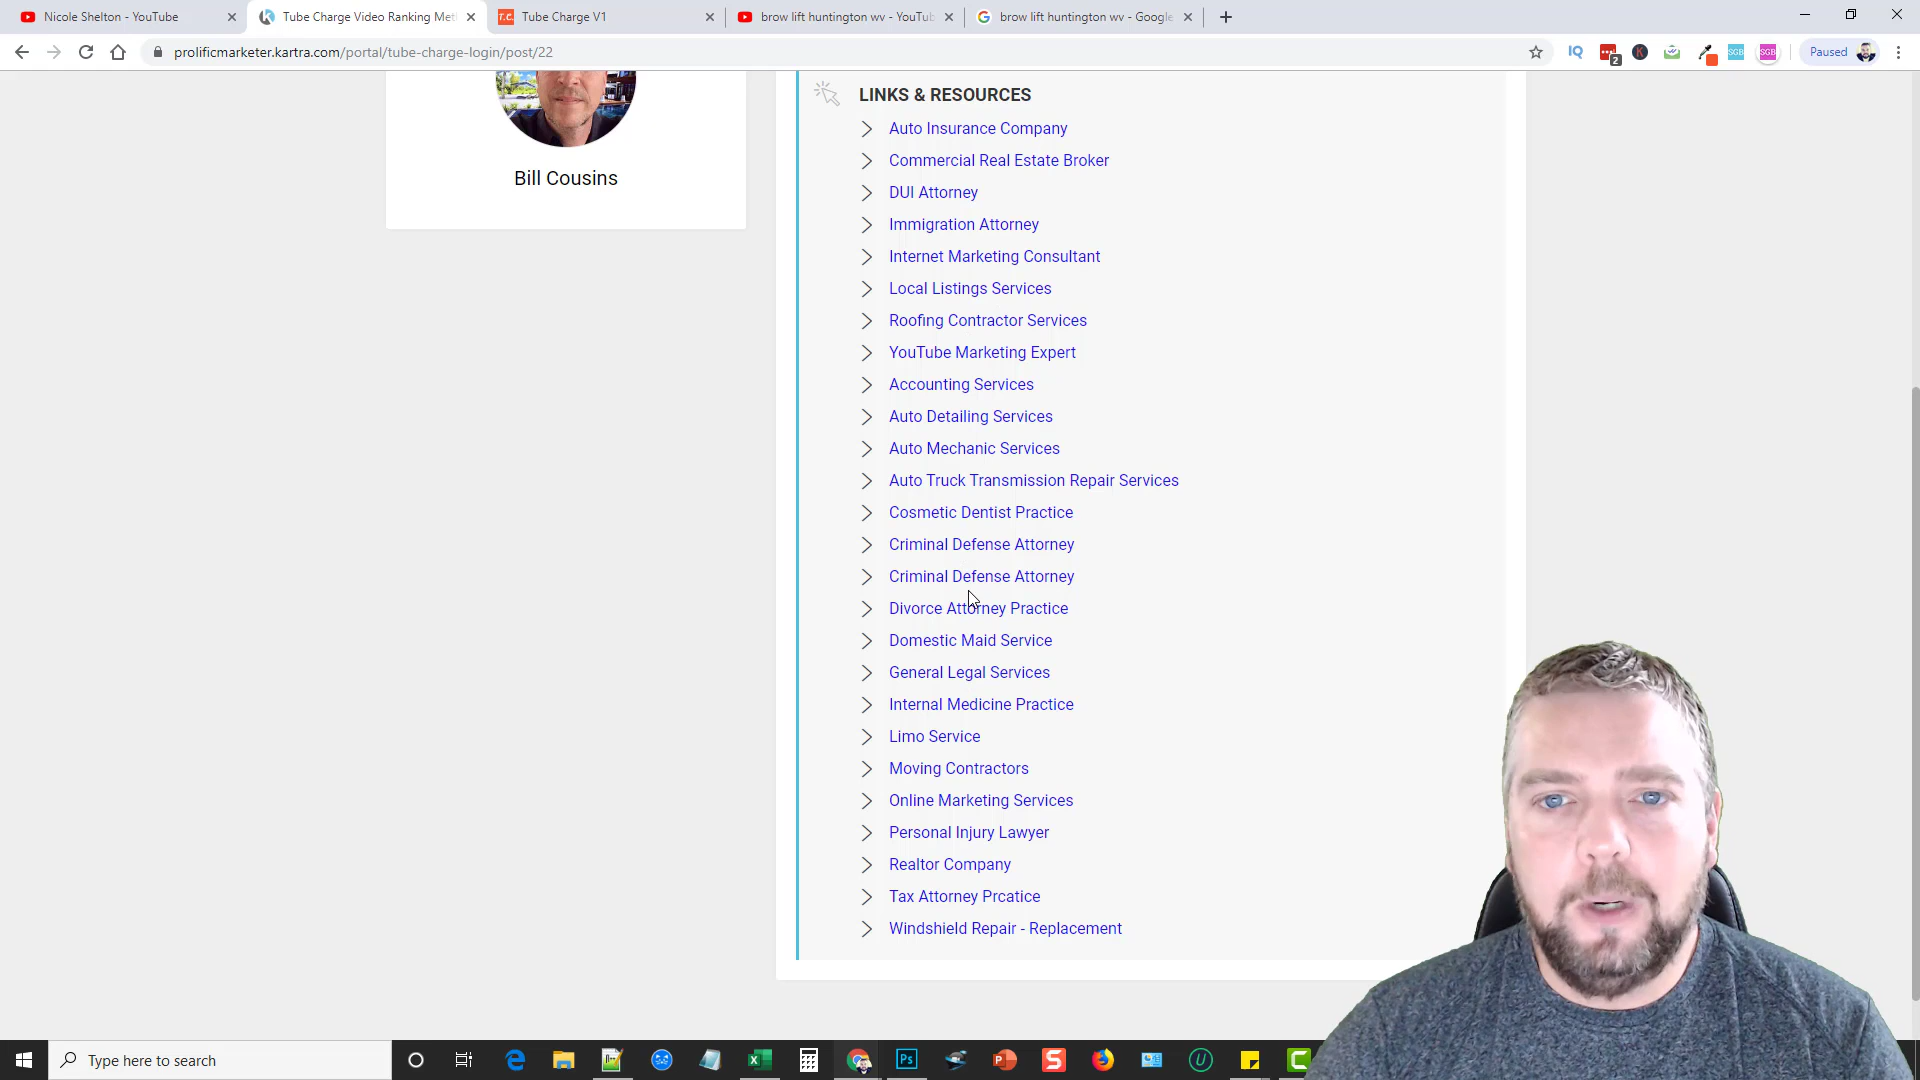 Nicole Shelton - YouTube
Tube Charge Video Ranking Met
T.C. Tube Charge V1
brow lift huntington wv - YouTub
brow lift huntington wv - Google
prolificmarketer.kartra.com/portal/tube-charge-login/post/22
IQ
2
K
SGB
SGB
Paused
LINKS & RESOURCES
Bill Cousins
Auto Insurance Company
Commercial Real Estate Broker
DUI Attorney
Immigration Attorney
Internet Marketing Consultant
Local Listings Services
Roofing Contractor Services
YouTube Marketing Expert
Accounting Services
Auto Detailing Services
Auto Mechanic Services
Auto Truck Transmission Repair Services
Cosmetic Dentist Practice
Criminal Defense Attorney
Criminal Defense Attorney
Divorce Attorney Practice
Domestic Maid Service
General Legal Services
Internal Medicine Practice
Limo Service
Moving Contractors
Online Marketing Services
Personal Injury Lawyer
Realtor Company
Tax Attorney Prcatice
Windshield Repair - Replacement
Type here to search
Ps